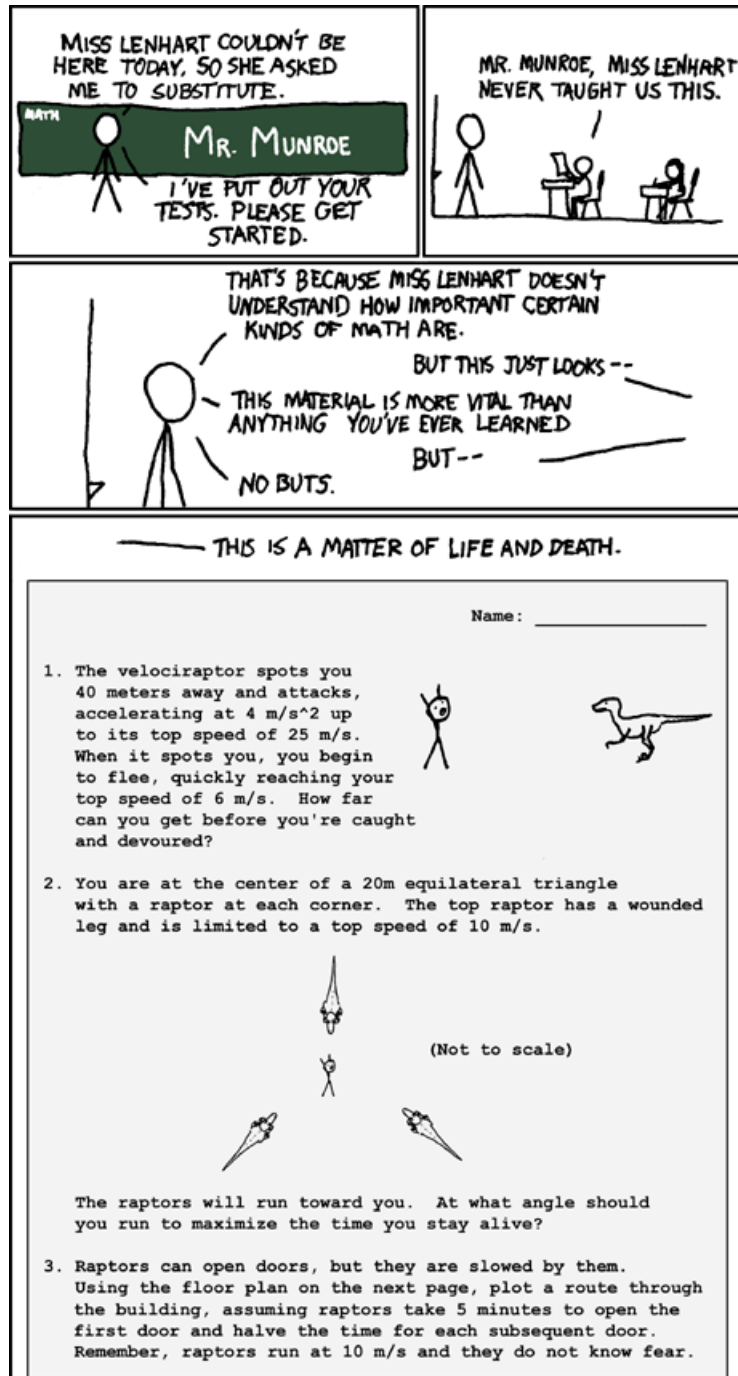 MISS LENHART COULDN'T BE
HERE TODAY, SO SHE ASKED
ME TO SUBSTITUTE.
MATH
MR. MUNROE
I'VE PUT OUT YOUR
TESTS. PLEASE GET
STARTED.
MR. MUNROE, MISS LENHART
NEVER TAUGHT US THIS.
THAT'S BECAUSE MISS LENHART DOESN'T
UNDERSTAND HOW IMPORTANT CERTAIN
KINDS OF MATH ARE.
BUT THIS JUST LOOKS --
THIS MATERIAL IS MORE VITAL THAN
ANYTHING YOU'VE EVER LEARNED
BUT--
NO BUTS.
THIS IS A MATTER OF LIFE AND DEATH.
Name:
1. The velociraptor spots you
40 meters away and attacks,
accelerating at 4 m/s^2 up
to its top speed of 25 m/s.
When it spots you, you begin
to flee, quickly reaching your
top speed of 6 m/s. How far
can you get before you're caught
and devoured?
2. You are at the center of a 20m equilateral triangle
with a raptor at each corner. The top raptor has a wounded
leg and is limited to a top speed of 10 m/s.
(Not to scale)
The raptors will run toward you. At what angle should
you run to maximize the time you stay alive?
3. Raptors can open doors, but they are slowed by them.
Using the floor plan on the next page, plot a route through
the building, assuming raptors take 5 minutes to open the
first door and halve the time for each subsequent door.
Remember, raptors run at 10 m/s and they do not know fear.